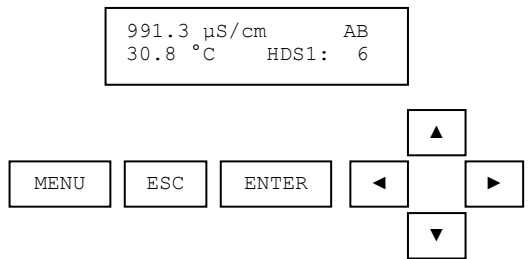 991.3 µS/cm AB
30.8 °C HDS1: 6
▲
MENU ESC ENTER ◄ ►
▼